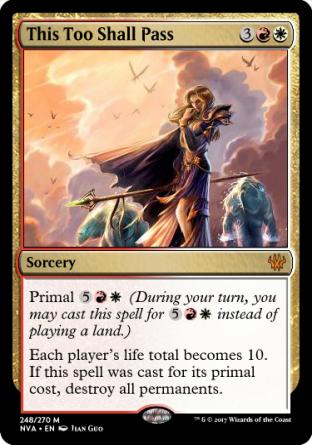 This Too Shall Pass 3
Sorcery
Primal 5 (During your turn, you
may cast this spell for 5 instead of
playing a land.)
Each player's life total becomes 10.
If this spell was cast for its primal
cost, destroy all permanents.
248/270 M
NVA • EN Jian Guo
™ & © 2017 Wizards of the Coast